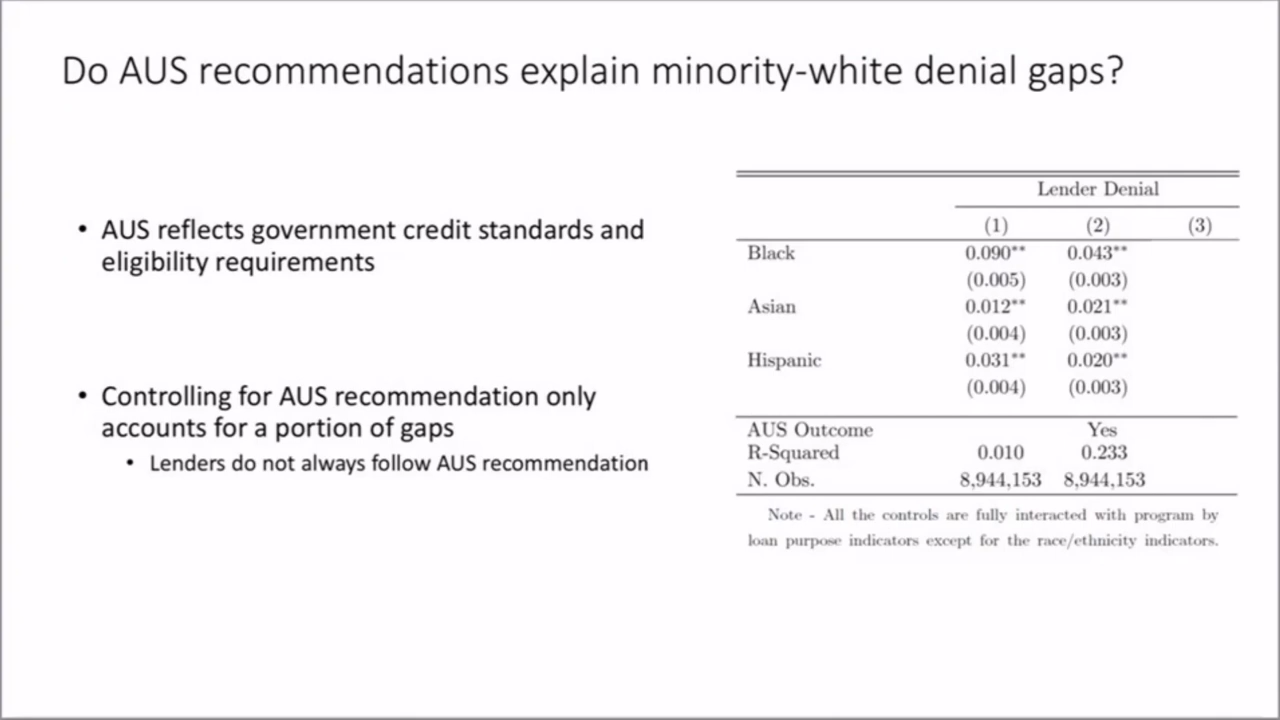 Do AUS recommendations explain minority-white denial gaps?
• AUS reflects government credit standards and
eligibility requirements
• Controlling for AUS recommendation only
accounts for a portion of gaps
• Lenders do not always follow AUS recommendation
Lender Denial
(1) (2) (3)
Black 0.090** 0.043**
(0.005) (0.003)
Asian 0.012** 0.021**
(0.004) (0.003)
Hispanic 0.031** 0.020**
(0.004) (0.003)
AUS Outcome Yes
R-Squared 0.010 0.233
N. Obs. 8,944,153 8,944,153
Note - All the controls are fully interacted with program by
loan purpose indicators except for the race/ethnicity indicators.